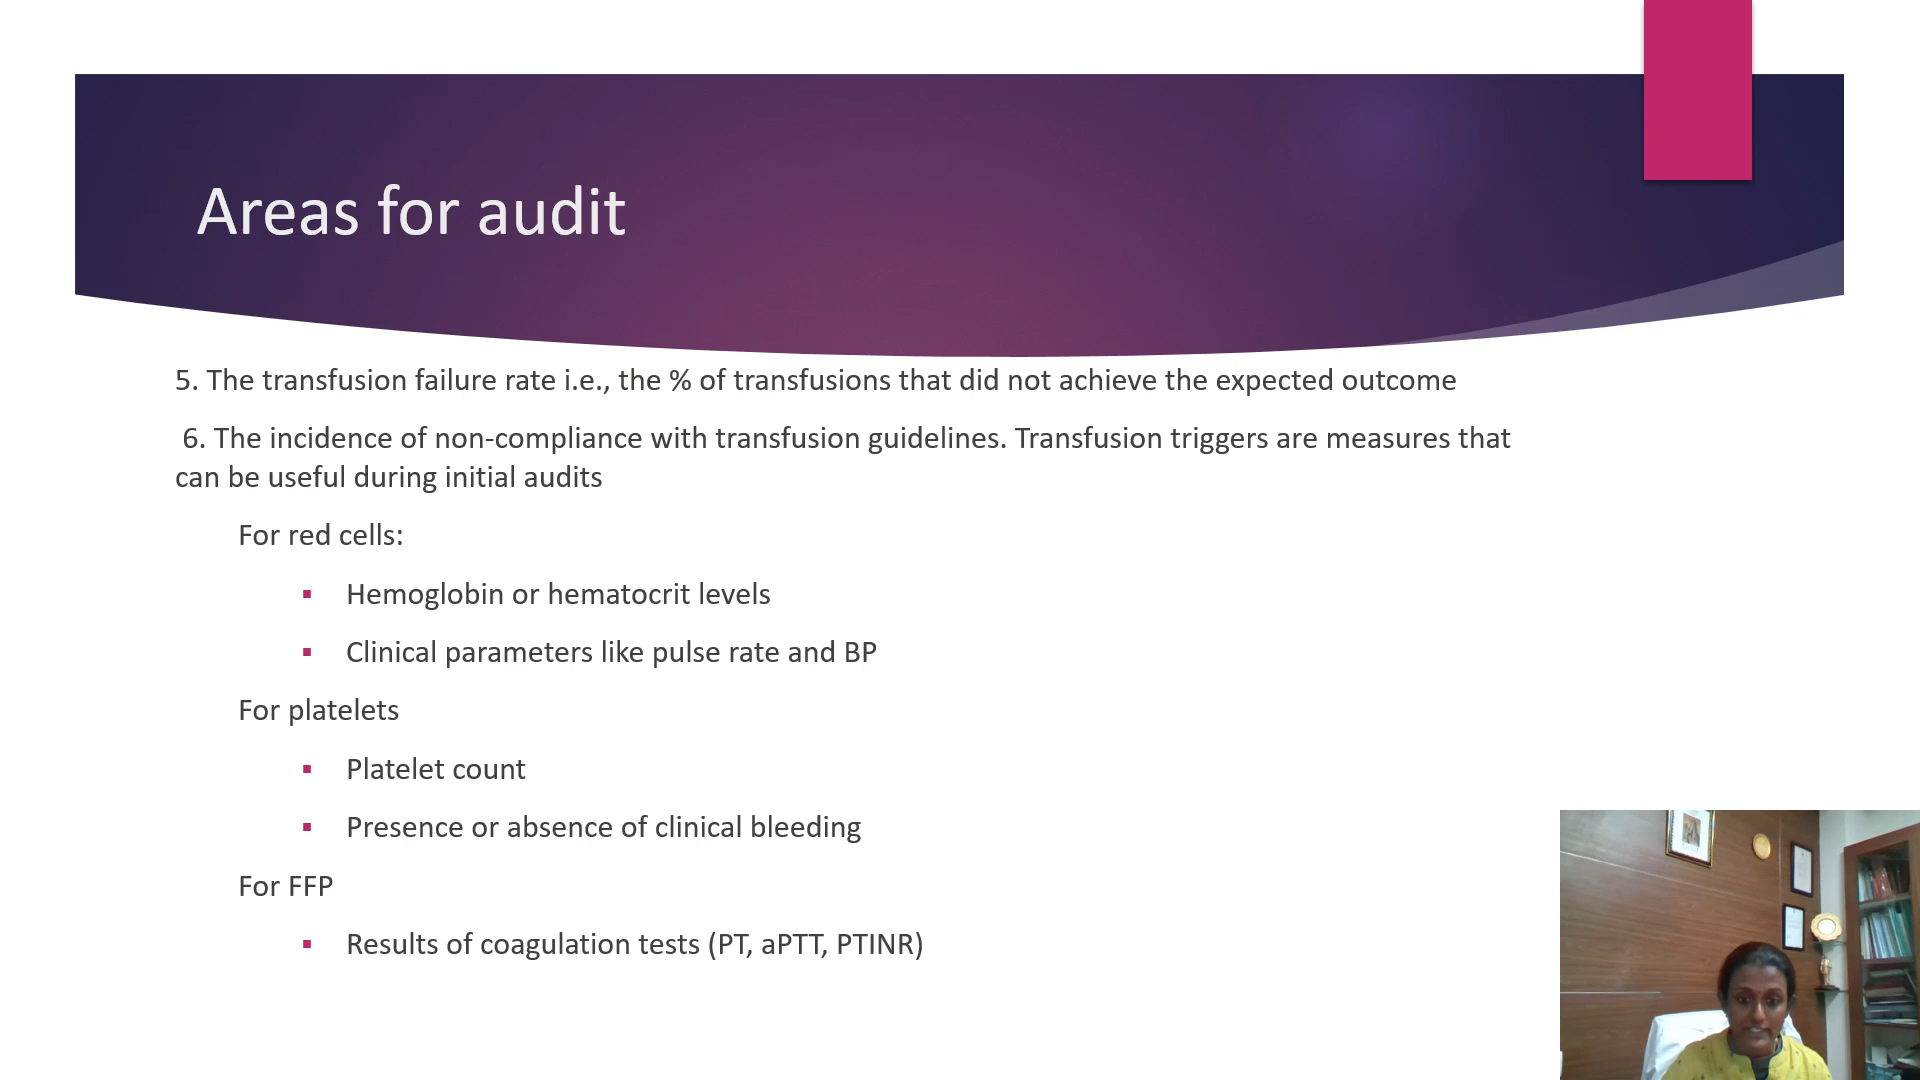 Areas for audit
5. The transfusion failure rate i.e., the % of transfusions that did not achieve the expected outcome
6. The incidence of non-compliance with transfusion guidelines. Transfusion triggers are measures that
can be useful during initial audits
For red cells:
▪ Hemoglobin or hematocrit levels
▪ Clinical parameters like pulse rate and BP
For platelets
▪ Platelet count
▪ Presence or absence of clinical bleeding
For FFP
▪ Results of coagulation tests (PT, aPTT, PTINR)